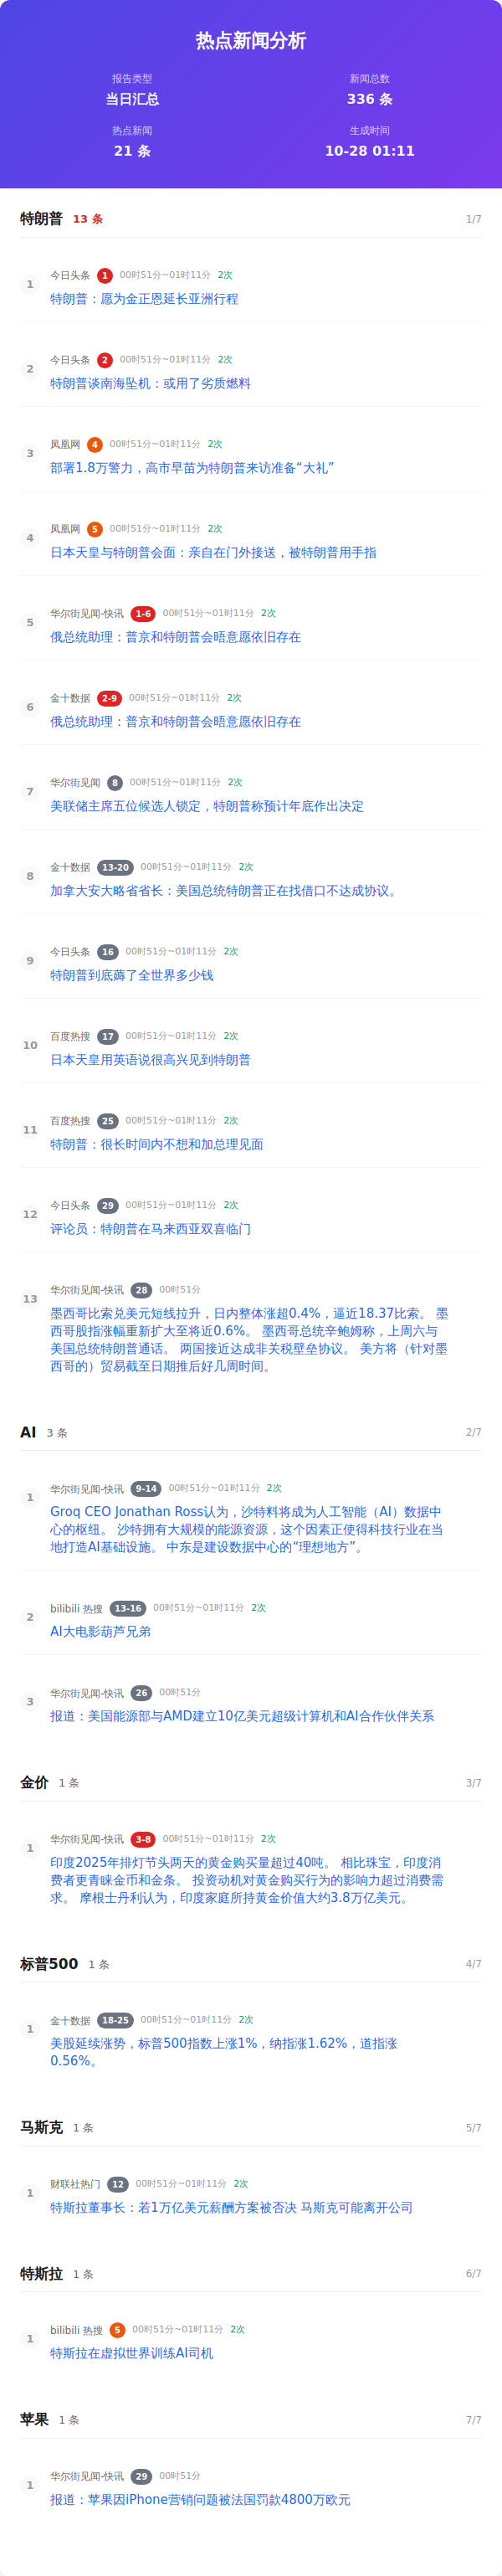 热点新闻分析
报告类型
新闻总数
当日汇总
336 条
热点新闻
生成时间
21 条
10-28 01:11
特朗普 13 条 1/7
1
今日头条 1 00时51分~01时11分 2次
特朗普：愿为金正恩延长亚洲行程
2
今日头条 2 00时51分~01时11分 2次
特朗普谈南海坠机：或用了劣质燃料
3
凤凰网 4 00时51分~01时11分 2次
部署1.8万警力，高市早苗为特朗普来访准备“大礼”
4
凤凰网 5 00时51分~01时11分 2次
日本天皇与特朗普会面：亲自在门外接送，被特朗普用手指
5
华尔街见闻-快讯 1-6 00时51分~01时11分 2次
俄总统助理：普京和特朗普会晤意愿依旧存在
6
金十数据 2-9 00时51分~01时11分 2次
俄总统助理：普京和特朗普会晤意愿依旧存在
7
华尔街见闻 8 00时51分~01时11分 2次
美联储主席五位候选人锁定，特朗普称预计年底作出决定
8
金十数据 13-20 00时51分~01时11分 2次
加拿大安大略省省长：美国总统特朗普正在找借口不达成协议。
9
今日头条 16 00时51分~01时11分 2次
特朗普到底薅了全世界多少钱
10
百度热搜 17 00时51分~01时11分 2次
日本天皇用英语说很高兴见到特朗普
11
百度热搜 25 00时51分~01时11分 2次
特朗普：很长时间内不想和加总理见面
12
今日头条 29 00时51分~01时11分 2次
评论员：特朗普在马来西亚双喜临门
13
华尔街见闻-快讯 28 00时51分
墨西哥比索兑美元短线拉升，日内整体涨超0.4%，逼近18.37比索。 墨
西哥股指涨幅重新扩大至将近0.6%。 墨西哥总统辛鲍姆称，上周六与
美国总统特朗普通话。 两国接近达成非关税壁垒协议。 美方将（针对墨
西哥的）贸易截至日期推后好几周时间。
AI 3 条 2/7
1
华尔街见闻-快讯 9-14 00时51分~01时11分 2次
Groq CEO Jonathan Ross认为，沙特料将成为人工智能（AI）数据中
心的枢纽。 沙特拥有大规模的能源资源，这个因素正使得科技行业在当
地打造AI基础设施。 中东是建设数据中心的“理想地方”。
2
bilibili 热搜 13-16 00时51分~01时11分 2次
AI大电影葫芦兄弟
3
华尔街见闻-快讯 26 00时51分
报道：美国能源部与AMD建立10亿美元超级计算机和AI合作伙伴关系
金价 1 条 3/7
1
华尔街见闻-快讯 3-8 00时51分~01时11分 2次
印度2025年排灯节头两天的黄金购买量超过40吨。 相比珠宝，印度消
费者更青睐金币和金条。 投资动机对黄金购买行为的影响力超过消费需
求。 摩根士丹利认为，印度家庭所持黄金价值大约3.8万亿美元。
标普500 1 条 4/7
1
金十数据 18-25 00时51分~01时11分 2次
美股延续涨势，标普500指数上涨1%，纳指涨1.62%，道指涨
0.56%。
马斯克 1 条 5/7
1
财联社热门 12 00时51分~01时11分 2次
特斯拉董事长：若1万亿美元薪酬方案被否决 马斯克可能离开公司
特斯拉 1 条 6/7
1
bilibili 热搜 5 00时51分~01时11分 2次
特斯拉在虚拟世界训练AI司机
苹果 1 条 7/7
1
华尔街见闻-快讯 29 00时51分
报道：苹果因iPhone营销问题被法国罚款4800万欧元